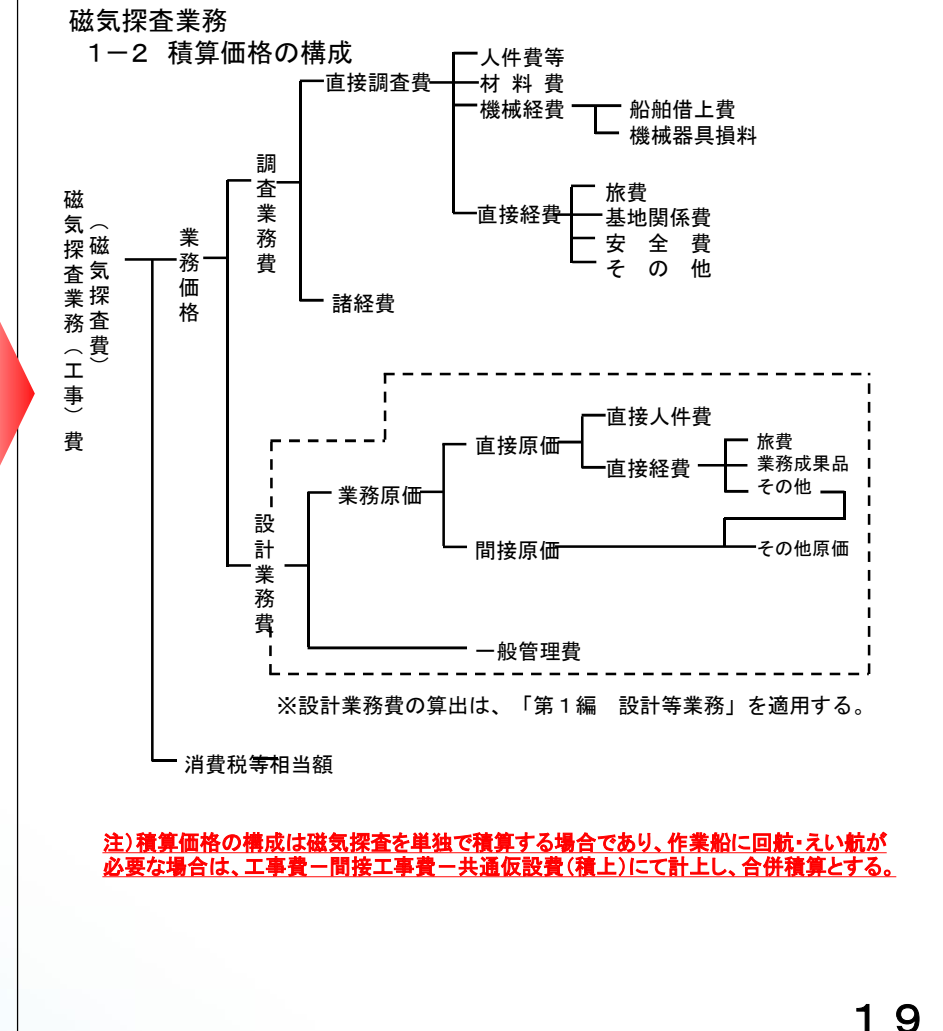 磁気探査業務
1-2 積算価格の構成
磁気探査業務(工事)費
(磁気探査費)
業務価格
調査業務費
直接調査費
人件費等
材料費
機械経費
船舶借上費
機械器具損料
直接経費
旅費
基地関係費
安全費
その他
諸経費
設計業務費
業務原価
直接原価
直接人件費
直接経費
旅費
業務成果品
その他
間接原価
その他原価
一般管理費
※設計業務費の算出は、「第1編 設計等業務」を適用する。
消費税等相当額
注)積算価格の構成は磁気探査を単独で積算する場合であり、作業船に回航・えい航が
必要な場合は、工事費-間接工事費-共通仮設費(積上)にて計上し、合併積算とする。
19